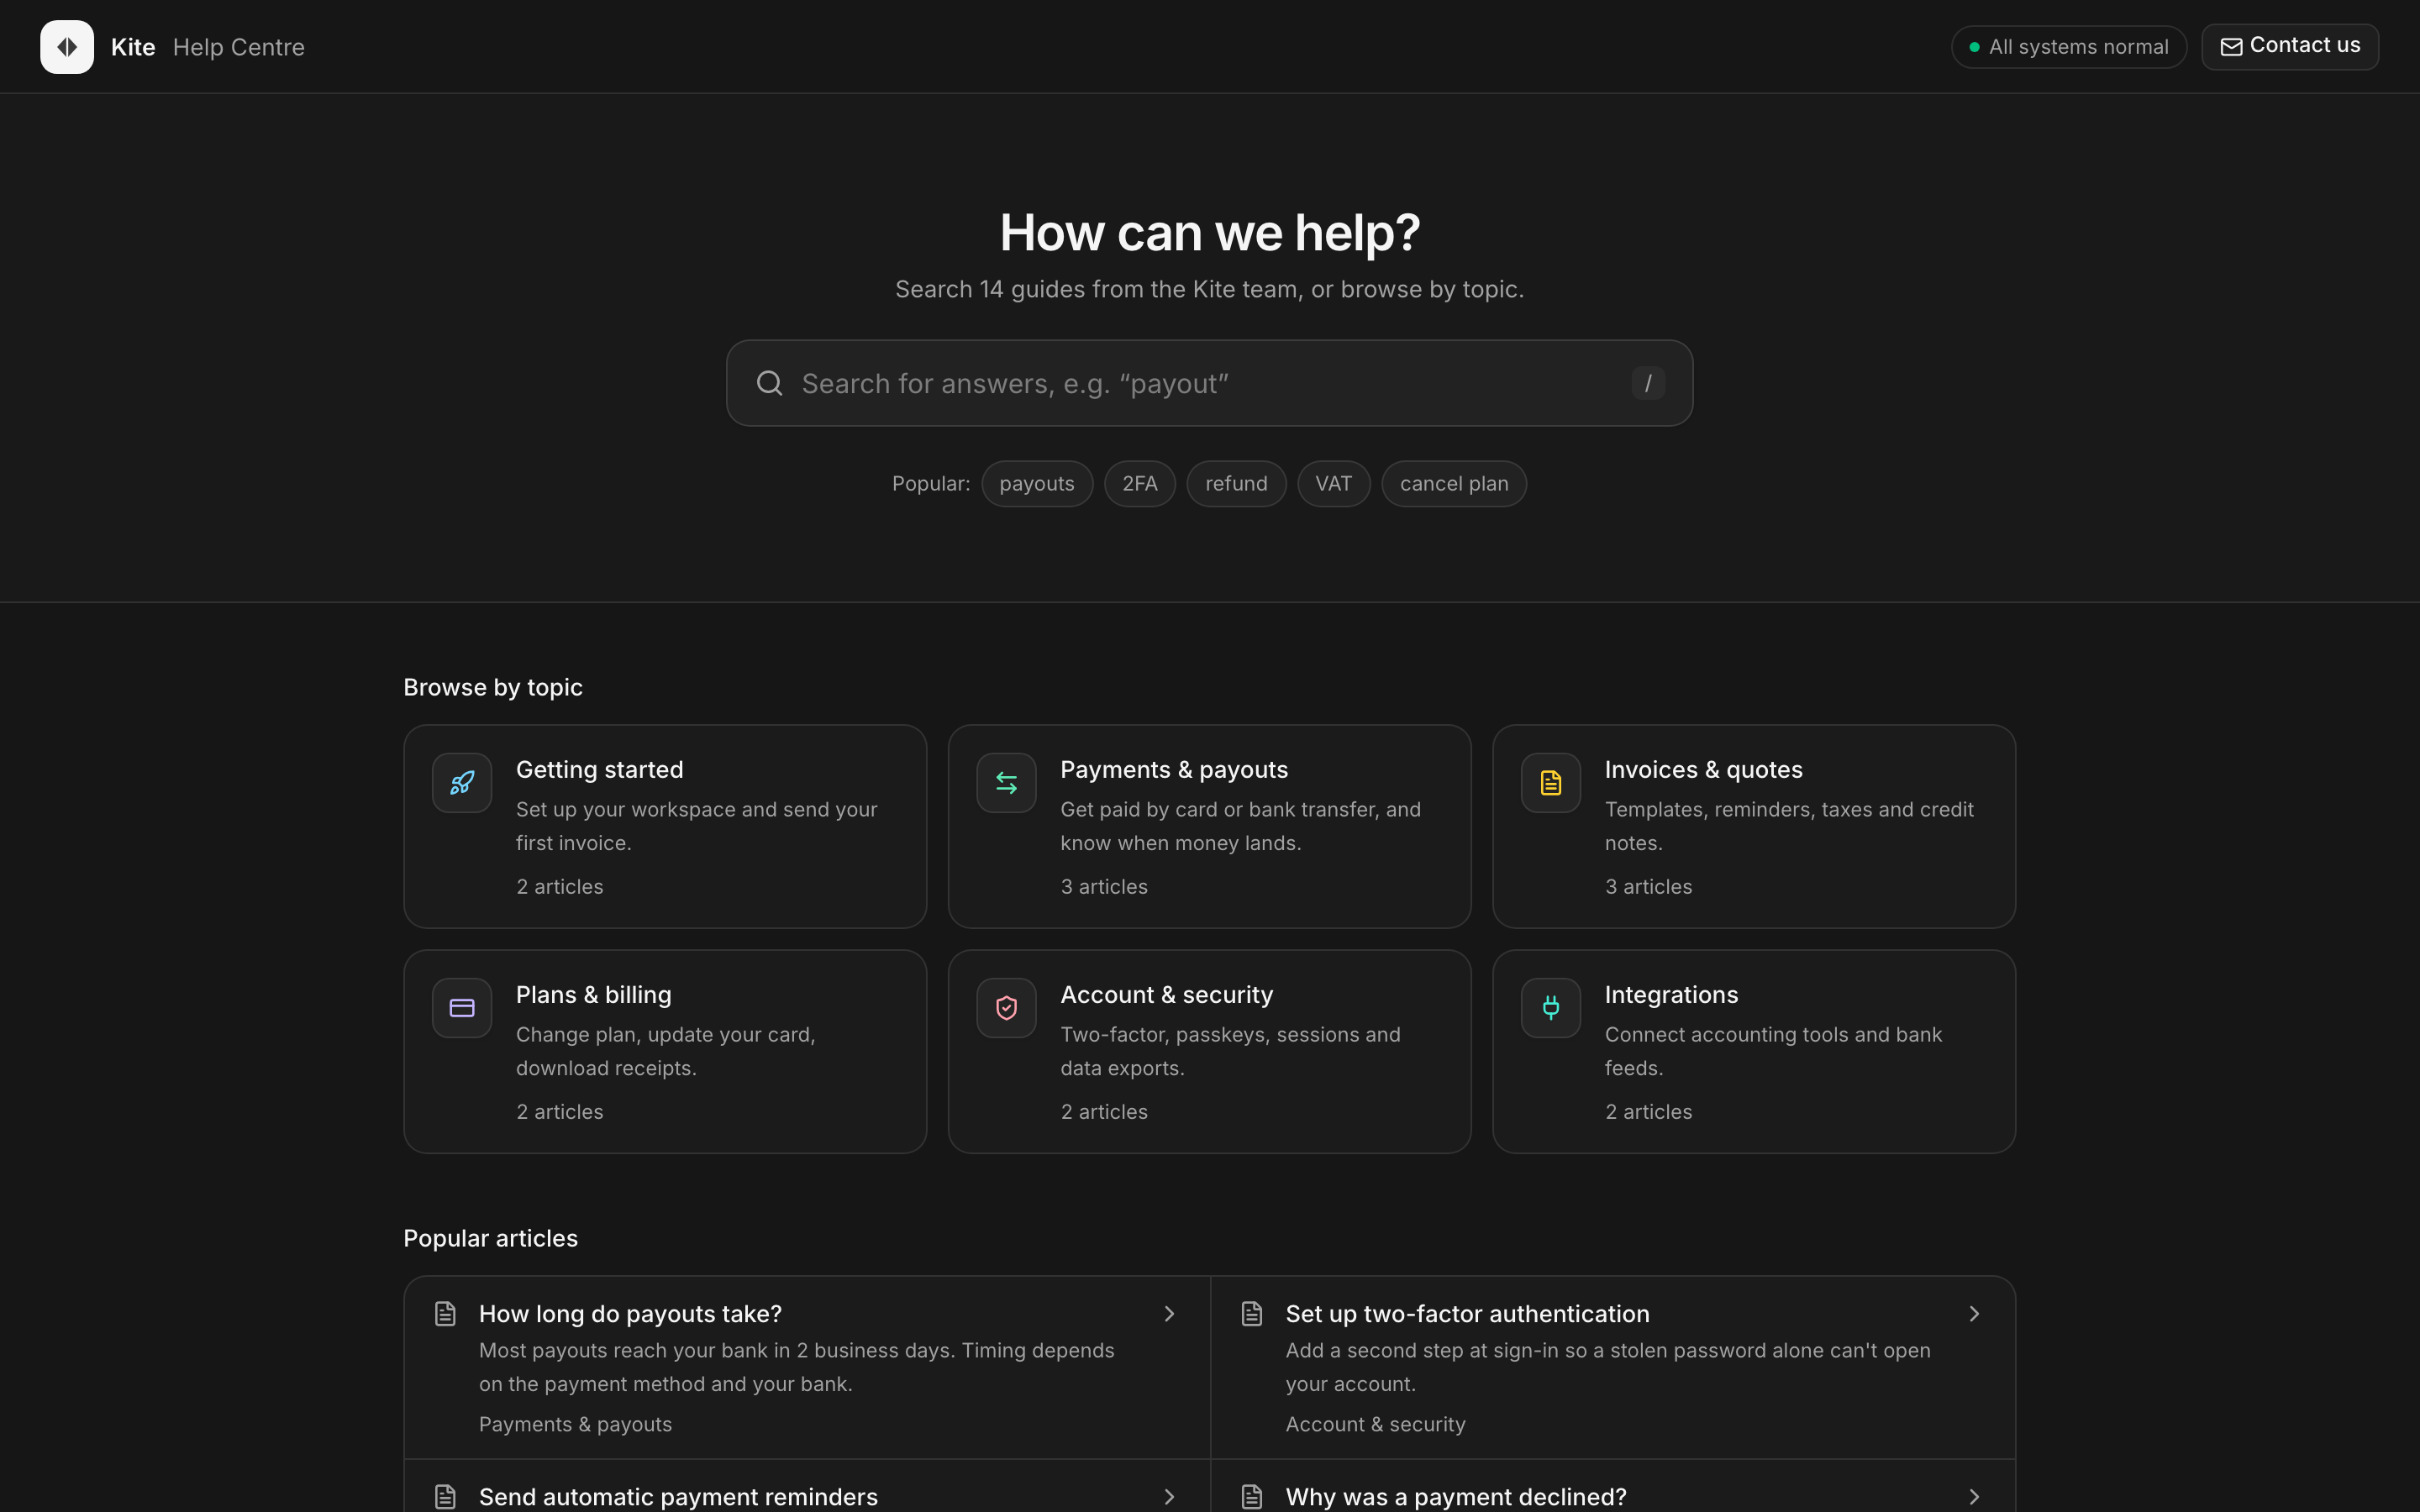 Kite Help Centre
All systems normal
Contact us
How can we help?
Search 14 guides from the Kite team, or browse by topic.
Search for answers, e.g. “payout”
/
Popular: payouts 2FA refund VAT cancel plan
Browse by topic
Getting started
Set up your workspace and send your
first invoice.
2 articles
Payments & payouts
Get paid by card or bank transfer, and
know when money lands.
3 articles
Invoices & quotes
Templates, reminders, taxes and credit
notes.
3 articles
Plans & billing
Change plan, update your card,
download receipts.
2 articles
Account & security
Two-factor, passkeys, sessions and
data exports.
2 articles
Integrations
Connect accounting tools and bank
feeds.
2 articles
Popular articles
How long do payouts take?
Most payouts reach your bank in 2 business days. Timing depends
on the payment method and your bank.
Payments & payouts
Set up two-factor authentication
Add a second step at sign-in so a stolen password alone can't open
your account.
Account & security
Send automatic payment reminders
Why was a payment declined?